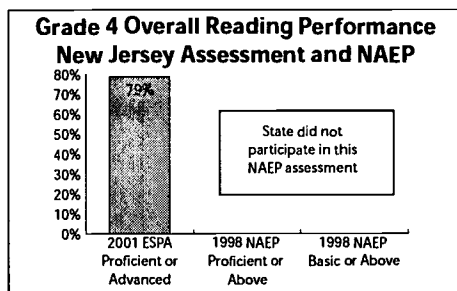 Grade 4 Overall Reading Performance
New Jersey Assessment and NAEP
80%
70%
60%
50%
40%
30%
20%
10%
0%
79%
State did not
participate in this
NAEP assessment
2001 ESPA
Proficient or
Advanced
1998 NAEP
Proficient or
Above
1998 NAEP
Basic or Above